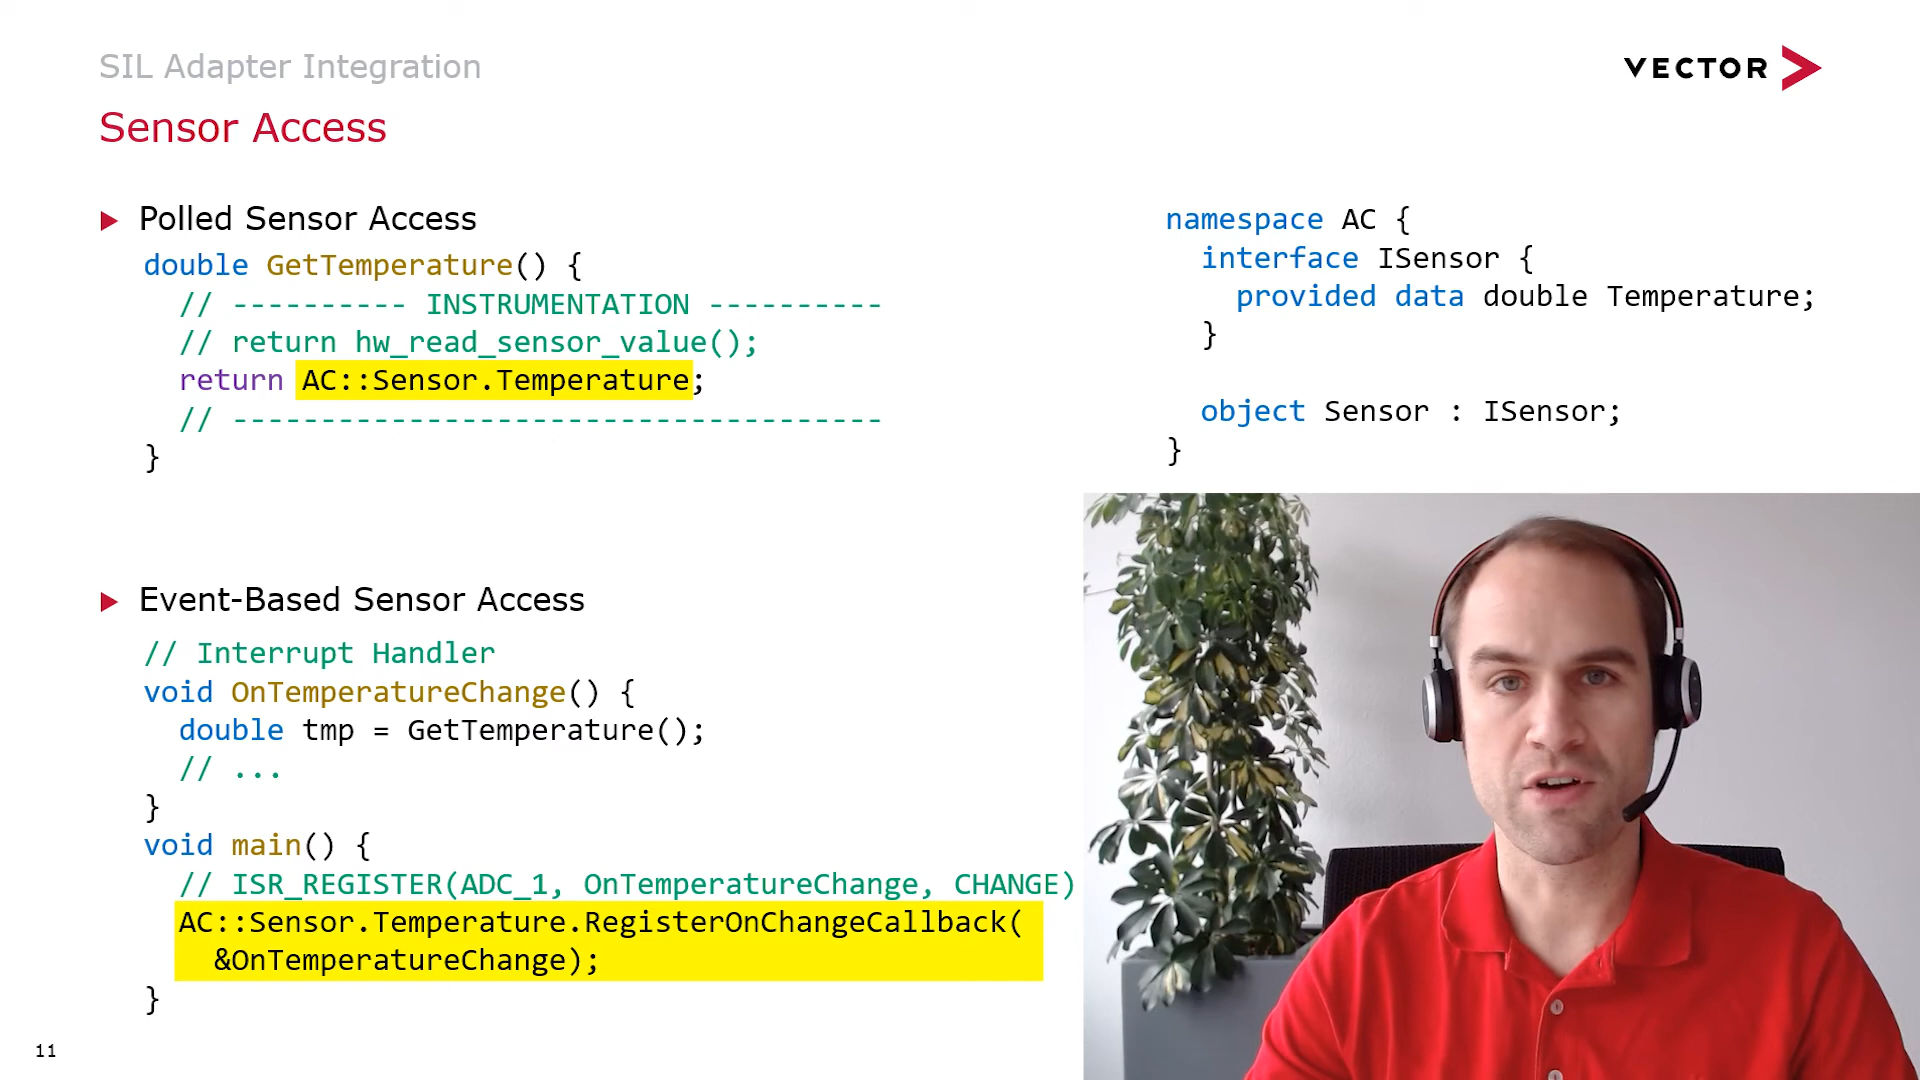 SIL Adapter Integration
VECTOR
Sensor Access
Polled Sensor Access
double GetTemperature() {
// ---------- INSTRUMENTATION ----------
// return hw_read_sensor_value();
return AC::Sensor.Temperature;
// -------------------------------------
}
namespace AC {
interface ISensor {
provided data double Temperature;
}
object Sensor : ISensor;
}
Event-Based Sensor Access
// Interrupt Handler
void OnTemperatureChange() {
double tmp = GetTemperature();
// ...
}
void main() {
// ISR_REGISTER(ADC_1, OnTemperatureChange, CHANGE)
AC::Sensor.Temperature.RegisterOnChangeCallback(
&OnTemperatureChange);
}
11